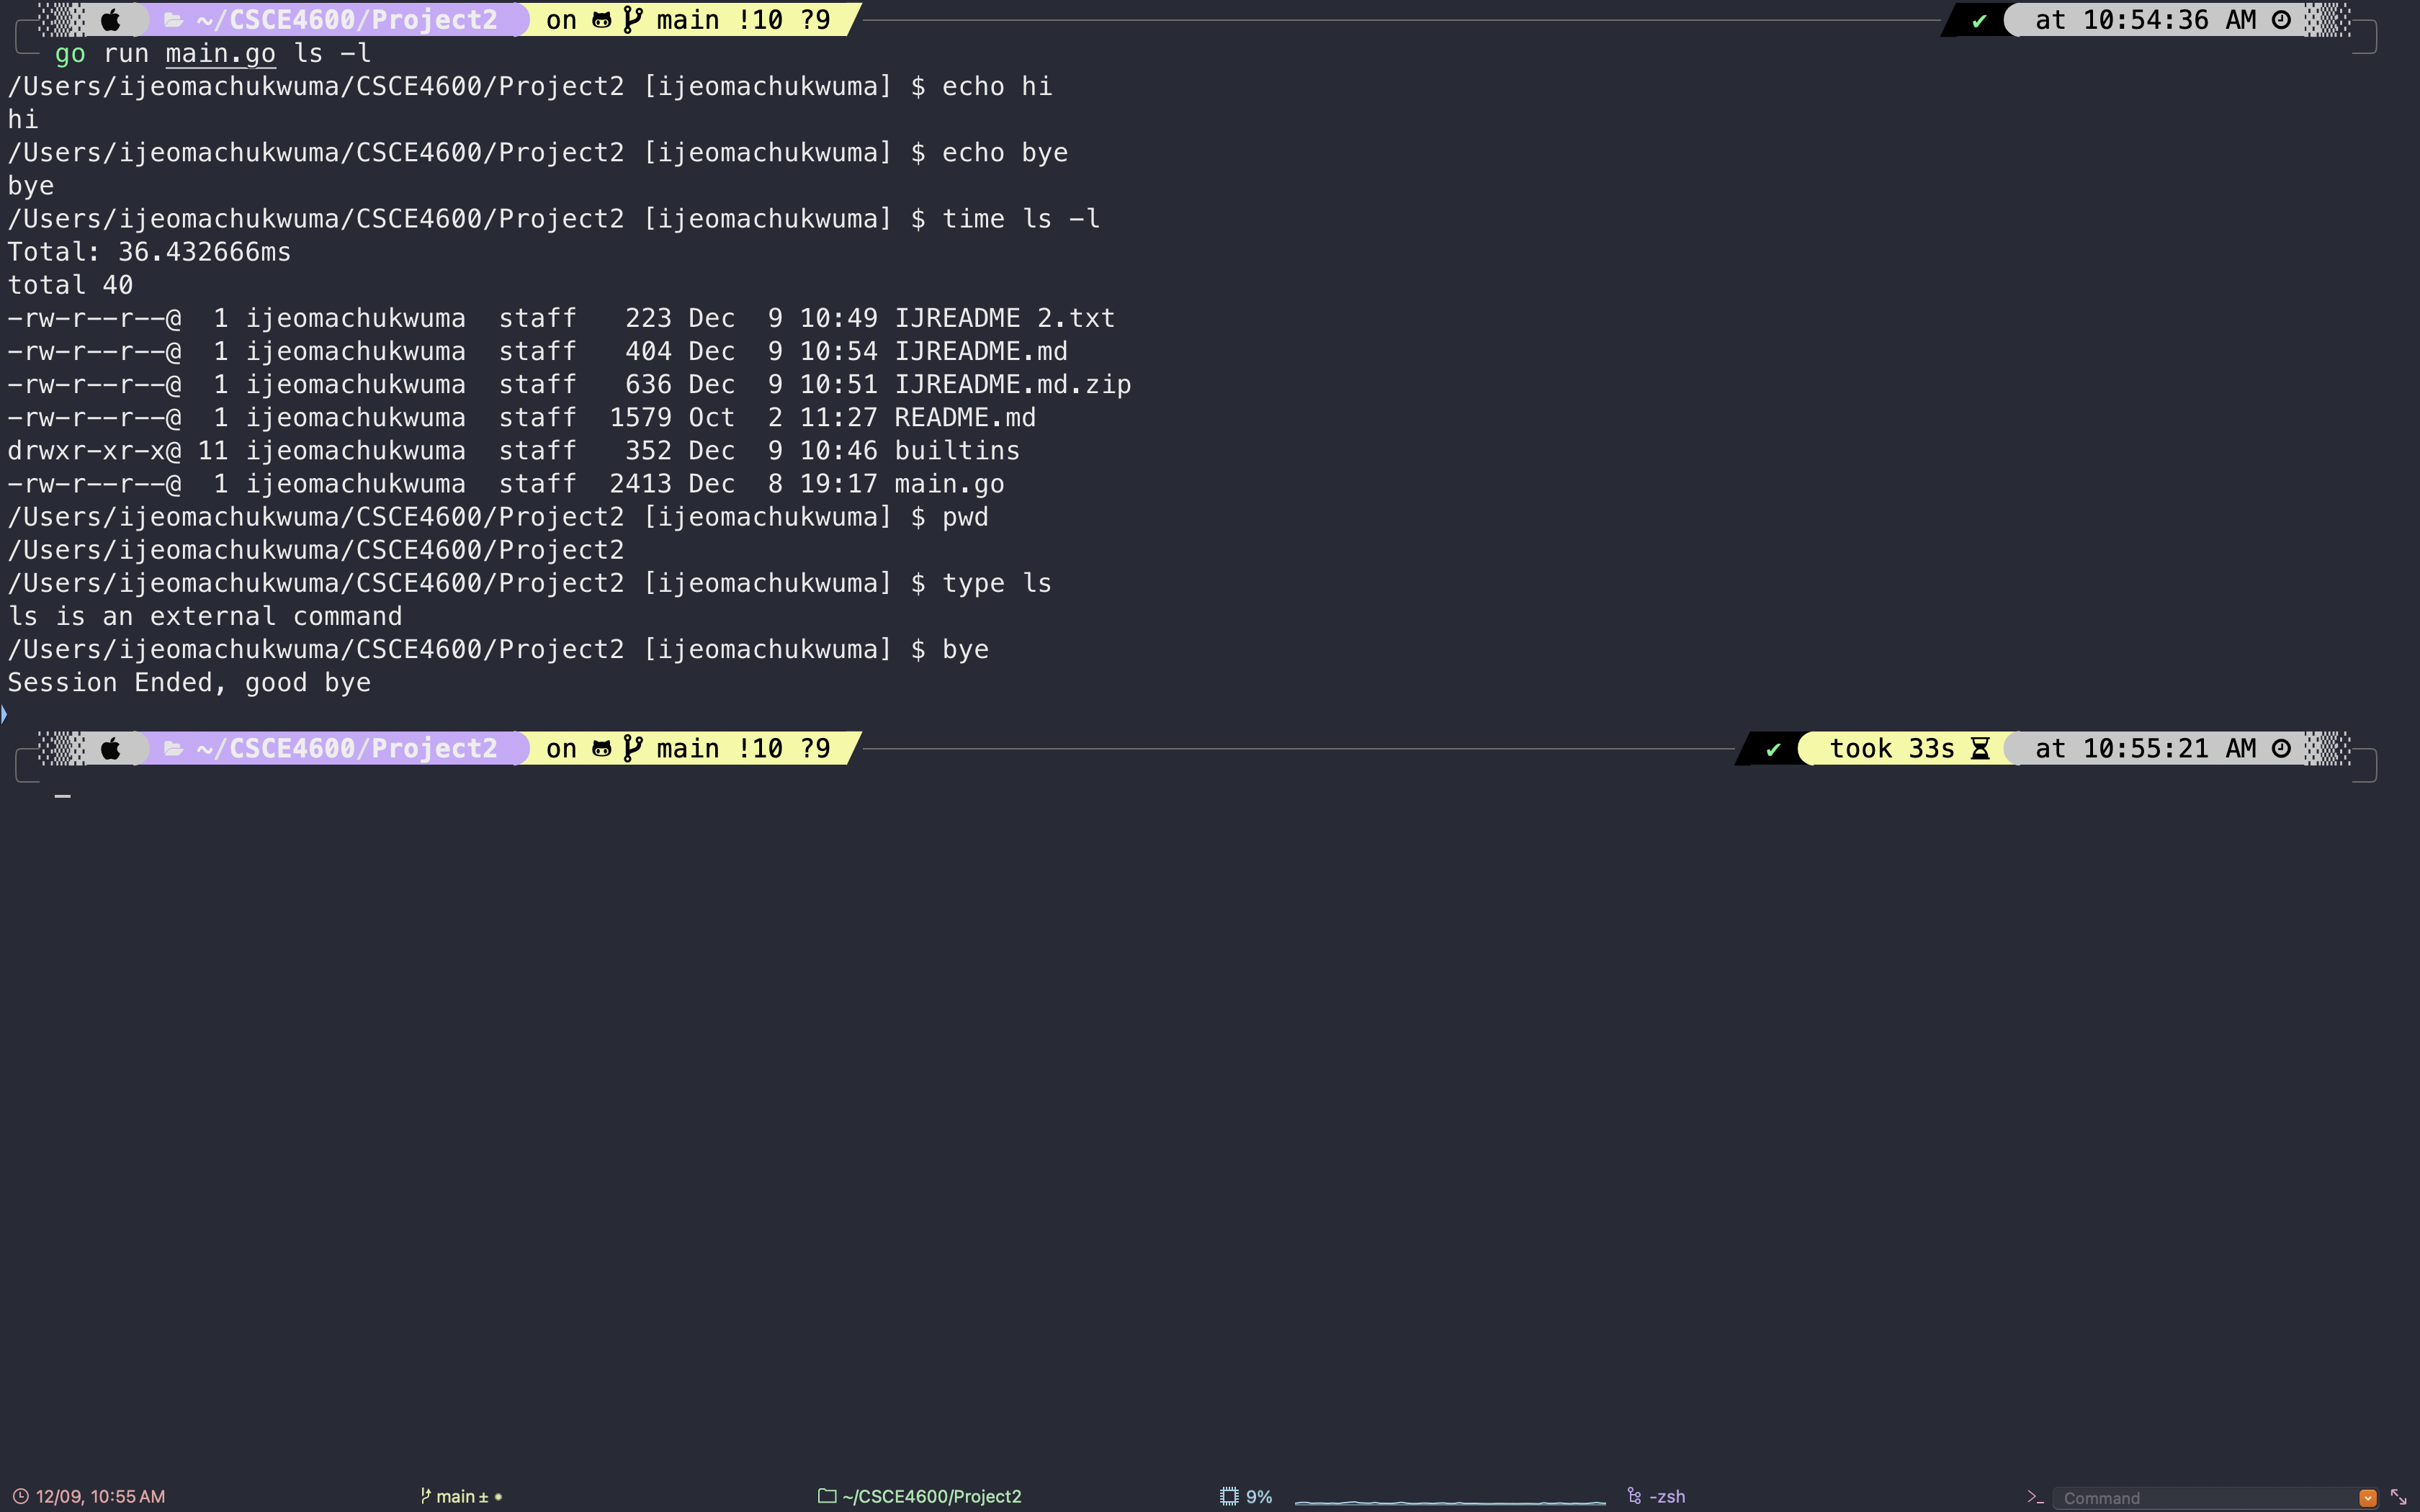 ~/CSCE4600/Project2 on main !10 ?9 ✔ at 10:54:36 AM
go run main.go ls -l
/Users/ijeomachukwuma/CSCE4600/Project2 [ijeomachukwuma] $ echo hi
hi
/Users/ijeomachukwuma/CSCE4600/Project2 [ijeomachukwuma] $ echo bye
bye
/Users/ijeomachukwuma/CSCE4600/Project2 [ijeomachukwuma] $ time ls -l
Total: 36.432666ms
total 40
-rw-r--r--@  1 ijeomachukwuma  staff   223 Dec  9 10:49 IJREADME 2.txt
-rw-r--r--@  1 ijeomachukwuma  staff   404 Dec  9 10:54 IJREADME.md
-rw-r--r--@  1 ijeomachukwuma  staff   636 Dec  9 10:51 IJREADME.md.zip
-rw-r--r--@  1 ijeomachukwuma  staff  1579 Oct  2 11:27 README.md
drwxr-xr-x@ 11 ijeomachukwuma  staff   352 Dec  9 10:46 builtins
-rw-r--r--@  1 ijeomachukwuma  staff  2413 Dec  8 19:17 main.go
/Users/ijeomachukwuma/CSCE4600/Project2 [ijeomachukwuma] $ pwd
/Users/ijeomachukwuma/CSCE4600/Project2
/Users/ijeomachukwuma/CSCE4600/Project2 [ijeomachukwuma] $ type ls
ls is an external command
/Users/ijeomachukwuma/CSCE4600/Project2 [ijeomachukwuma] $ bye
Session Ended, good bye
~/CSCE4600/Project2 on main !10 ?9 ✔ took 33s at 10:55:21 AM
12/09, 10:55 AM main ± ● ~/CSCE4600/Project2 9% -zsh >_ Command